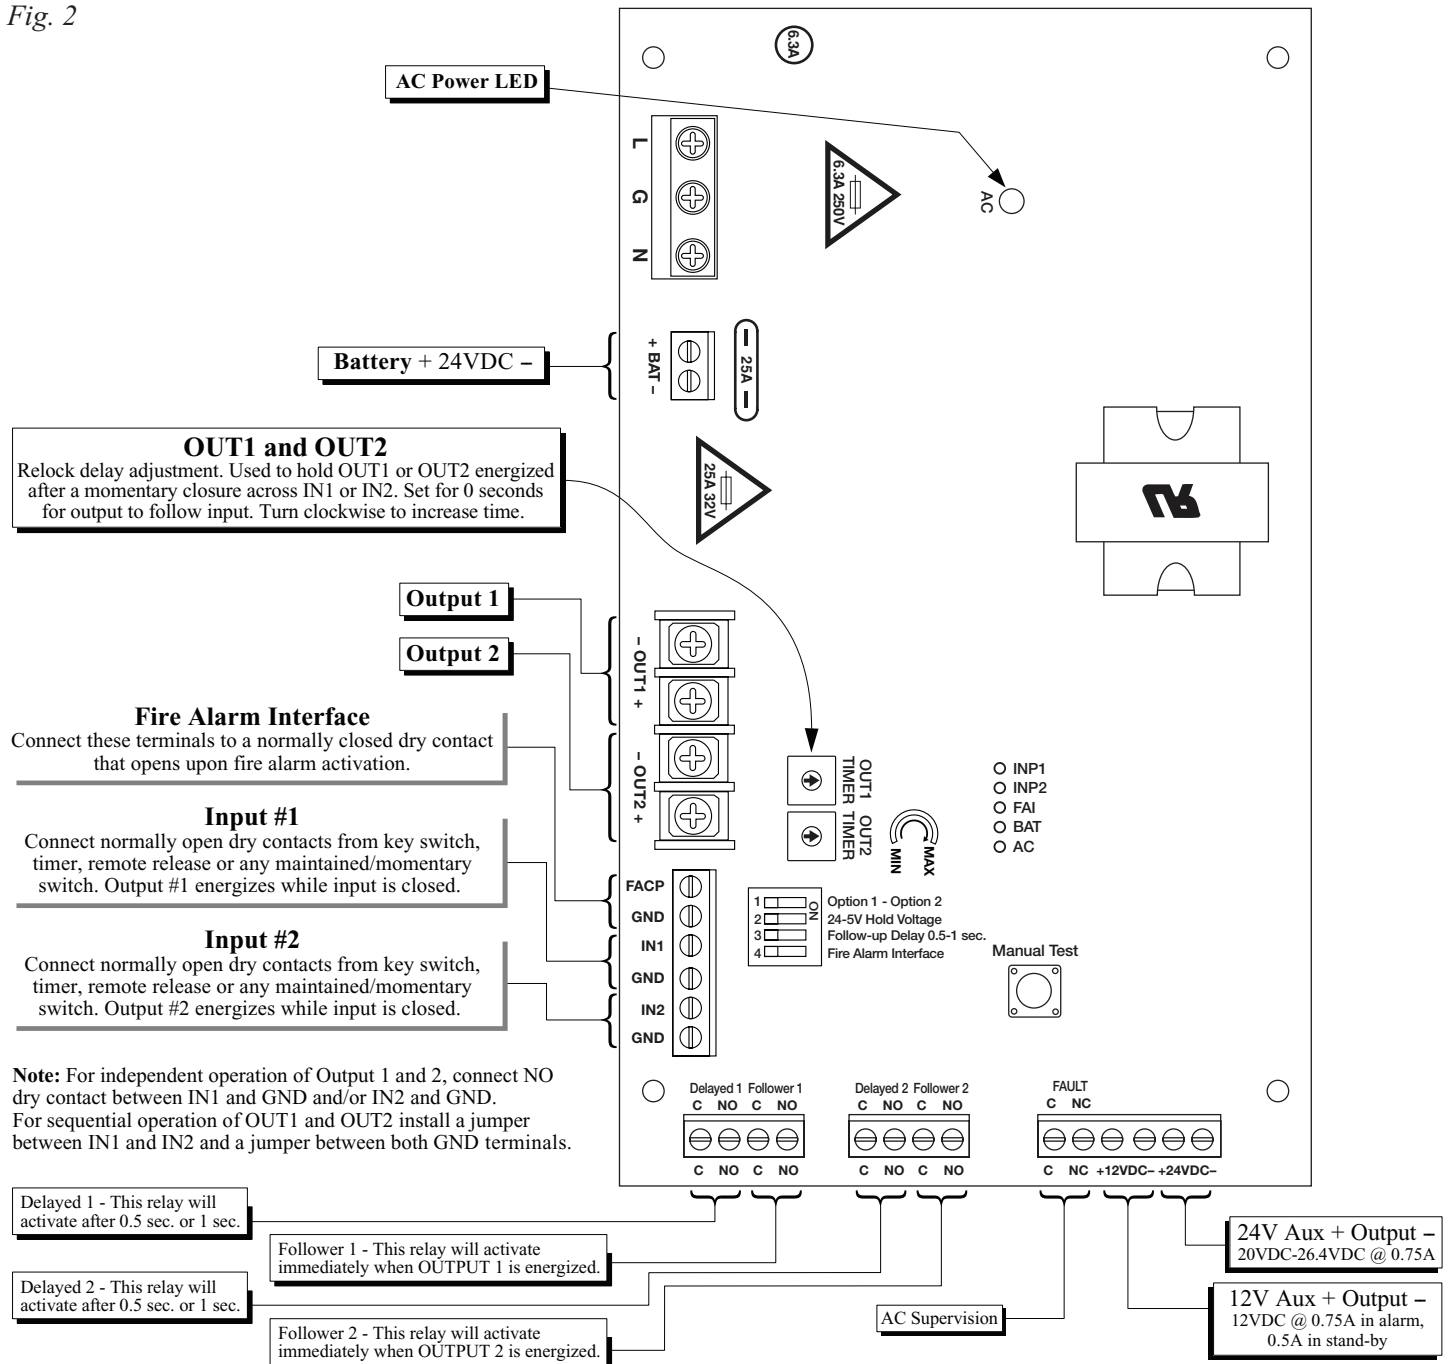 Fig. 2
6.3A
AC Power LED
L
G
N
6.3A 250V
AC
Battery + 24VDC –
+ BAT –
25A
OUT1 and OUT2
Relock delay adjustment. Used to hold OUT1 or OUT2 energized
after a momentary closure across IN1 or IN2. Set for 0 seconds
for output to follow input. Turn clockwise to increase time.
25A 32V
Output 1
Output 2
– OUT1 +
– OUT2 +
Fire Alarm Interface
Connect these terminals to a normally closed dry contact
that opens upon fire alarm activation.
Input #1
Connect normally open dry contacts from key switch,
timer, remote release or any maintained/momentary
switch. Output #1 energizes while input is closed.
Input #2
Connect normally open dry contacts from key switch,
timer, remote release or any maintained/momentary
switch. Output #2 energizes while input is closed.
OUT1
TIMER
OUT2
TIMER
MIN
MAX
INP1
INP2
FAI
BAT
AC
FACP
GND
IN1
GND
IN2
GND
ON
1 Option 1 - Option 2
2 24-5V Hold Voltage
3 Follow-up Delay 0.5-1 sec.
4 Fire Alarm Interface
Manual Test
Note: For independent operation of Output 1 and 2, connect NO
dry contact between IN1 and GND and/or IN2 and GND.
For sequential operation of OUT1 and OUT2 install a jumper
between IN1 and IN2 and a jumper between both GND terminals.
Delayed 1 Follower 1
C NO C NO
C NO C NO
Delayed 2 Follower 2
C NO C NO
C NO C NO
FAULT
C NC
C NC +12VDC– +24VDC–
Delayed 1 - This relay will
activate after 0.5 sec. or 1 sec.
Follower 1 - This relay will activate
immediately when OUTPUT 1 is energized.
Delayed 2 - This relay will
activate after 0.5 sec. or 1 sec.
Follower 2 - This relay will activate
immediately when OUTPUT 2 is energized.
AC Supervision
24V Aux + Output –
20VDC-26.4VDC @ 0.75A
12V Aux + Output –
12VDC @ 0.75A in alarm,
0.5A in stand-by